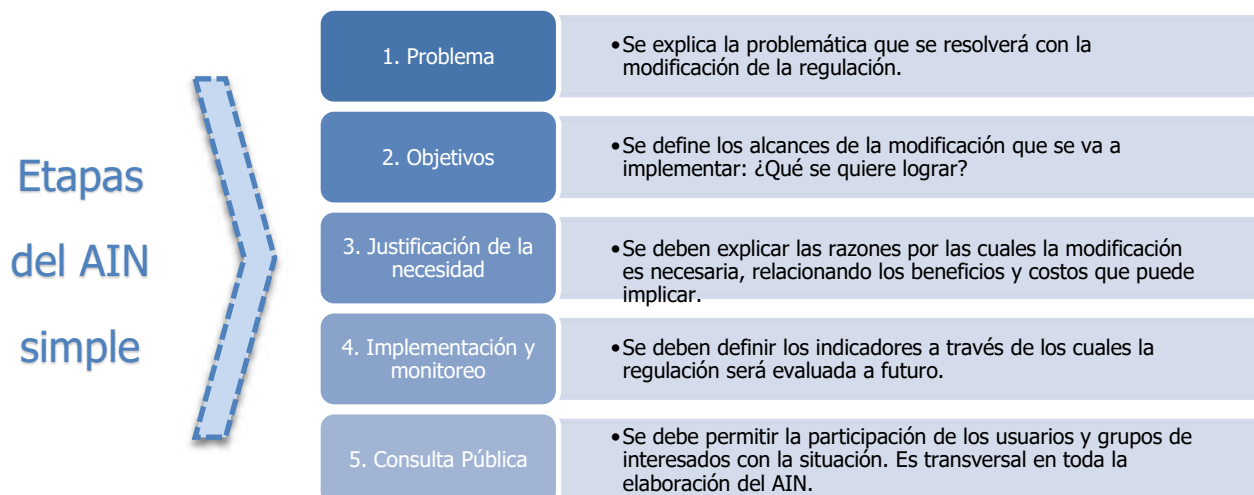 Etapas
del AIN
simple
1. Problema
•Se explica la problemática que se resolverá con la
modificación de la regulación.
2. Objetivos
•Se define los alcances de la modificación que se va a
implementar: ¿Qué se quiere lograr?
3. Justificación de la
necesidad
•Se deben explicar las razones por las cuales la modificación
es necesaria, relacionando los beneficios y costos que puede
implicar.
4. Implementación y
monitoreo
•Se deben definir los indicadores a través de los cuales la
regulación será evaluada a futuro.
5. Consulta Pública
•Se debe permitir la participación de los usuarios y grupos de
interesados con la situación. Es transversal en toda la
elaboración del AIN.